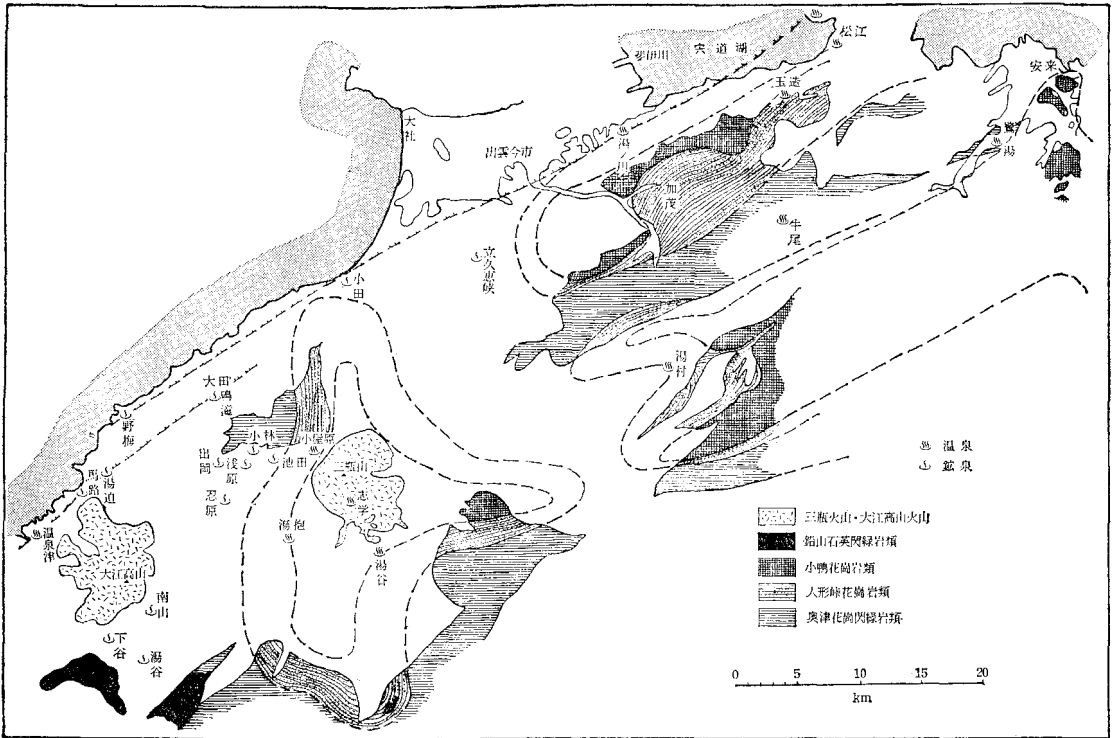 松江
宍道湖
斐伊川
安来
玉造
大社
鷺ノ湯
湯ノ川
出雲今市
加茂
牛尾
立久恵峡
小田
湯村
大田
鳴滝
野梅
小林
小屋原
出岡
浅原
池田
三瓶山
湯迫
馬路
忍原
志学
湯抱
温泉津
湯谷
大江高山
南山
下谷
湯谷
温泉
鉱泉
三瓶火山・大江高山火山
鉛山石英閃緑岩類
小鴨花崗岩類
人形峠花崗岩類
奥津花崗閃緑岩類
0 5 10 15 20
km